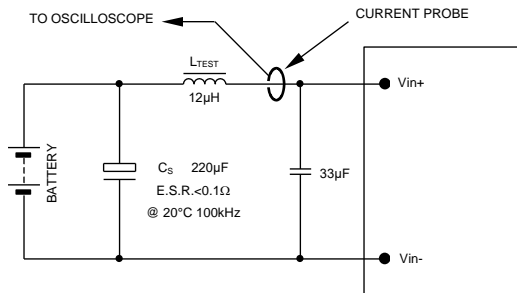 TO OSCILLOSCOPE
CURRENT PROBE
LTEST
12µH
Vin+
BATTERY
CS 220µF
E.S.R.<0.1Ω
@ 20°C 100kHz
33µF
Vin-